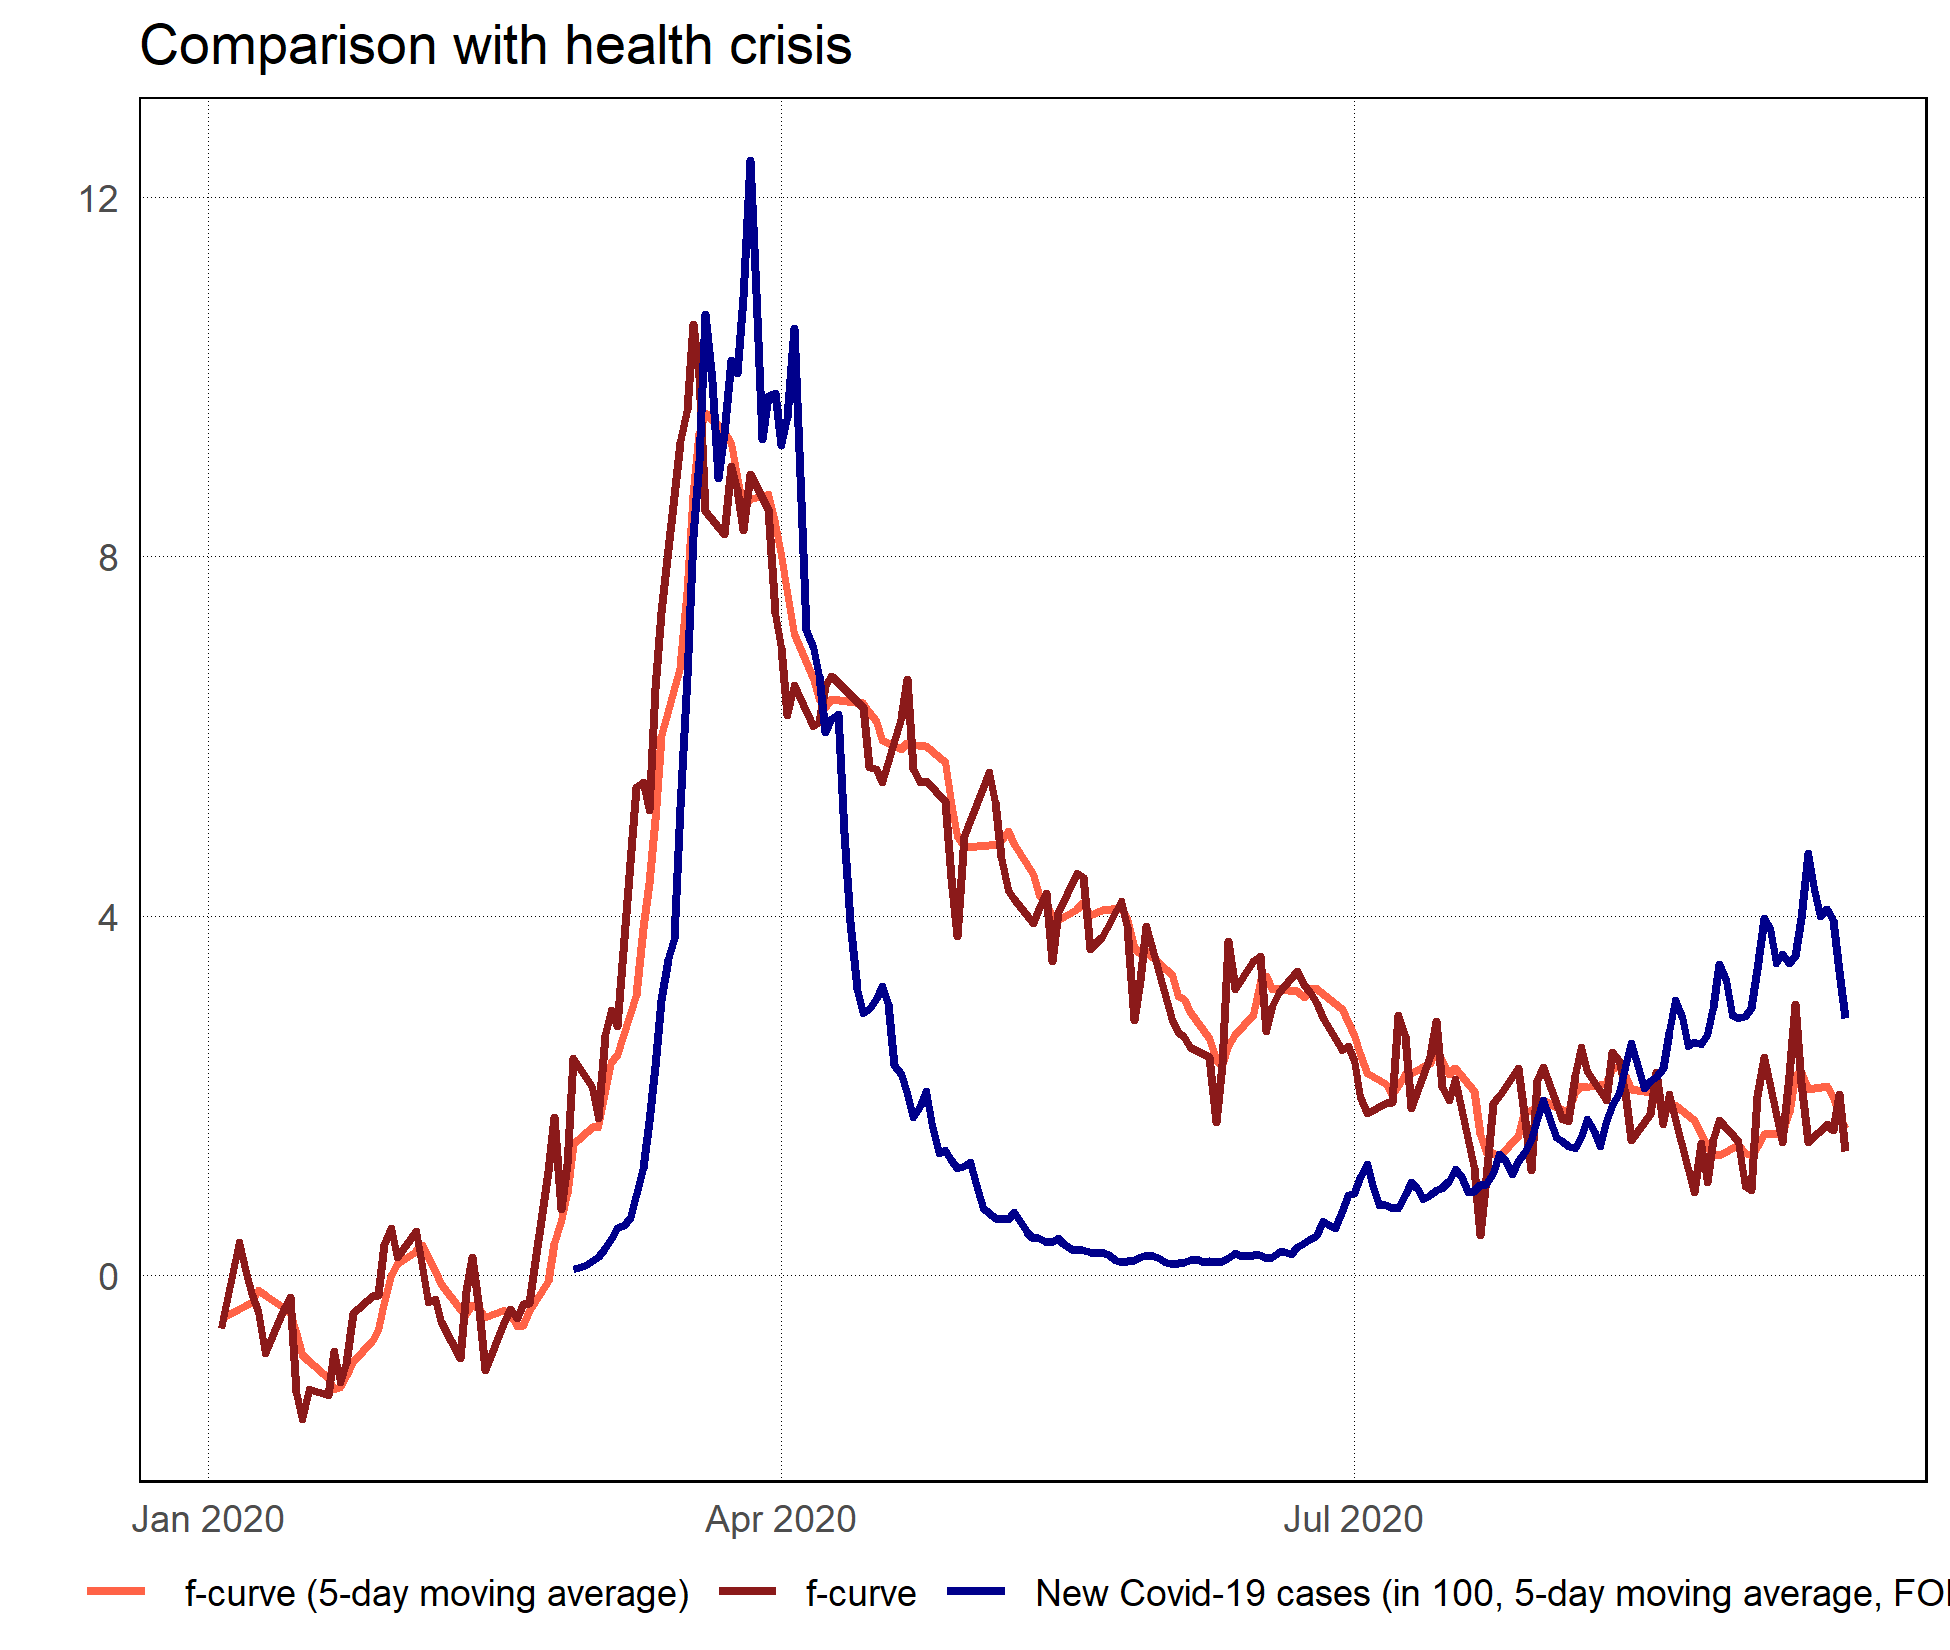 Comparison with health crisis
12
8
4
0
Jan 2020 Apr 2020 Jul 2020
f-curve (5-day moving average) f-curve New Covid-19 cases (in 100, 5-day moving average,